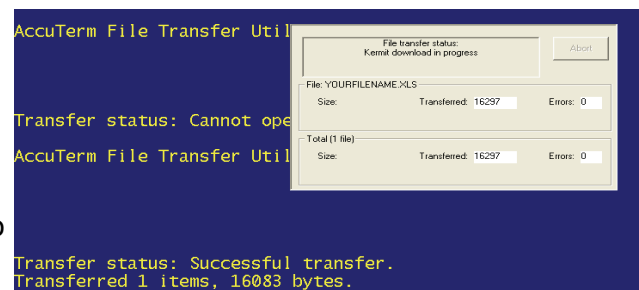 AccuTerm File Transfer Util
File transfer status:
Kermit download in progress
Abort
File: YOURFILENAME.XLS
Size: Transferred: 16297 Errors: 0
Transfer status: Cannot ope
Total (1 file)
AccuTerm File Transfer Util
Size: Transferred: 16297 Errors: 0
Transfer status: Successful transfer.
Transferred 1 items, 16083 bytes.